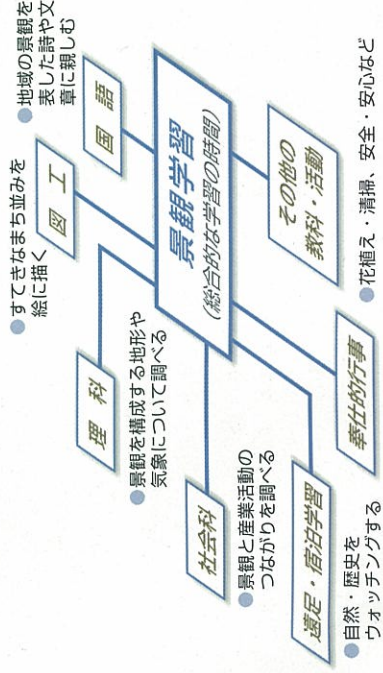 ●地域の景観を
表した詩や文
章に親しむ
国語
●すてきなまち並みを
絵に描く
図工
理科
●景観を構成する地形や
気象について調べる
景観学習
(総合的な学習の時間)
社会科
●景観と産業活動の
つながりを調べる
その他の
教科・活動
遠足・宿泊学習
●自然・歴史を
ウォッチングする
奉仕的行事
●花植え・清掃、安全・安心など